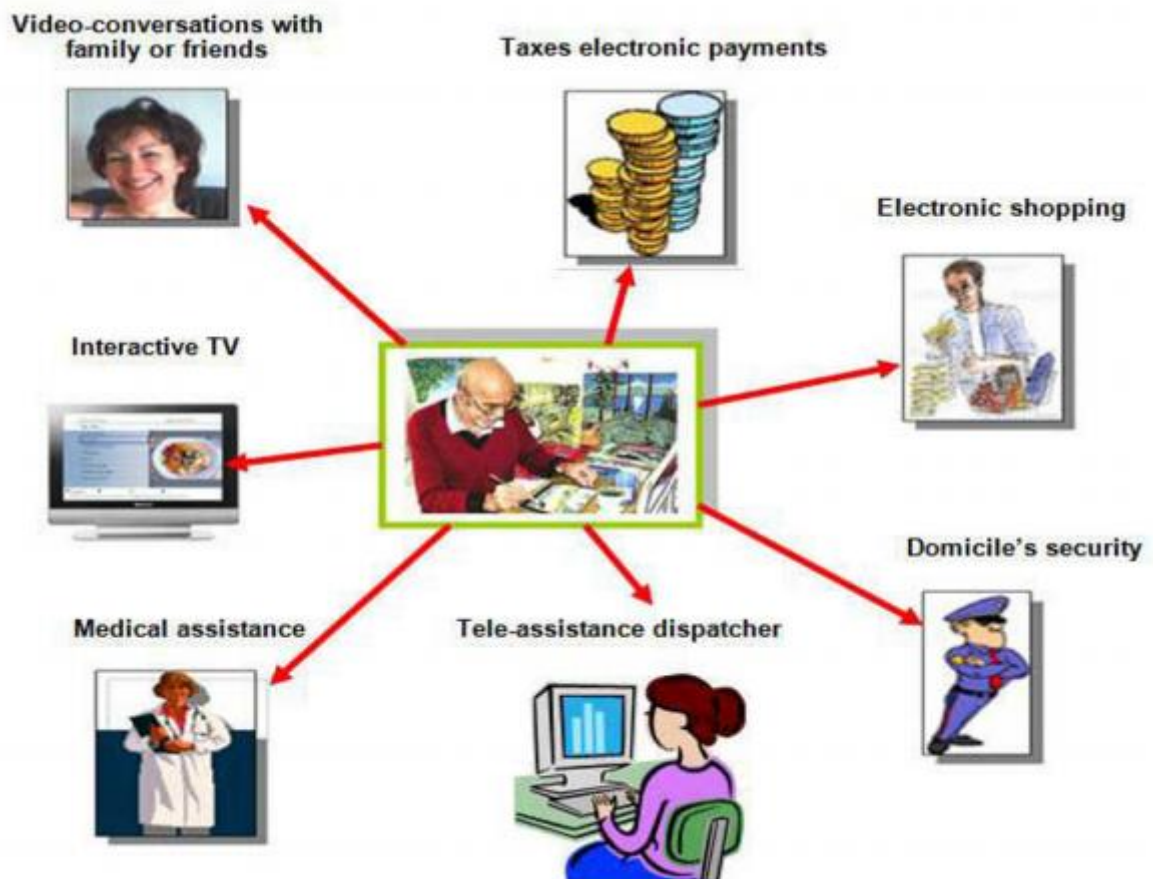 Video-conversations with
family or friends
Taxes electronic payments
Electronic shopping
Interactive TV
Domicile's security
Medical assistance
Tele-assistance dispatcher